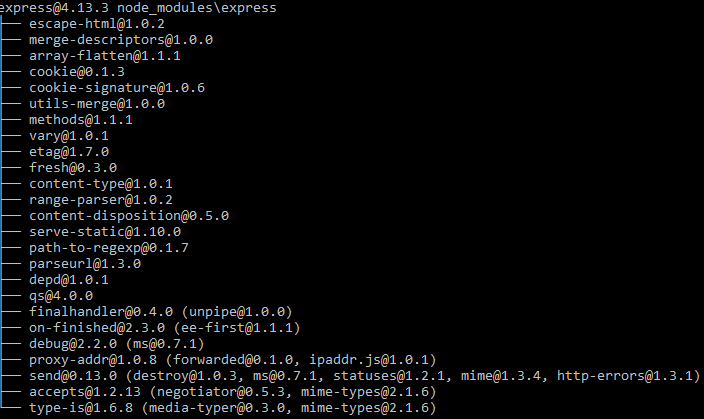 express@4.13.3 node_modules\express
├── escape-html@1.0.2
├── merge-descriptors@1.0.0
├── array-flatten@1.1.1
├── cookie@0.1.3
├── cookie-signature@1.0.6
├── utils-merge@1.0.0
├── methods@1.1.1
├── vary@1.0.1
├── etag@1.7.0
├── fresh@0.3.0
├── content-type@1.0.1
├── range-parser@1.0.2
├── content-disposition@0.5.0
├── serve-static@1.10.0
├── path-to-regexp@0.1.7
├── parseurl@1.3.0
├── depd@1.0.1
├── qs@4.0.0
├── finalhandler@0.4.0 (unpipe@1.0.0)
├── on-finished@2.3.0 (ee-first@1.1.1)
├── debug@2.2.0 (ms@0.7.1)
├── proxy-addr@1.0.8 (forwarded@0.1.0, ipaddr.js@1.0.1)
├── send@0.13.0 (destroy@1.0.3, ms@0.7.1, statuses@1.2.1, mime@1.3.4, http-errors@1.3.1)
├── accepts@1.2.13 (negotiator@0.5.3, mime-types@2.1.6)
└── type-is@1.6.8 (media-typer@0.3.0, mime-types@2.1.6)